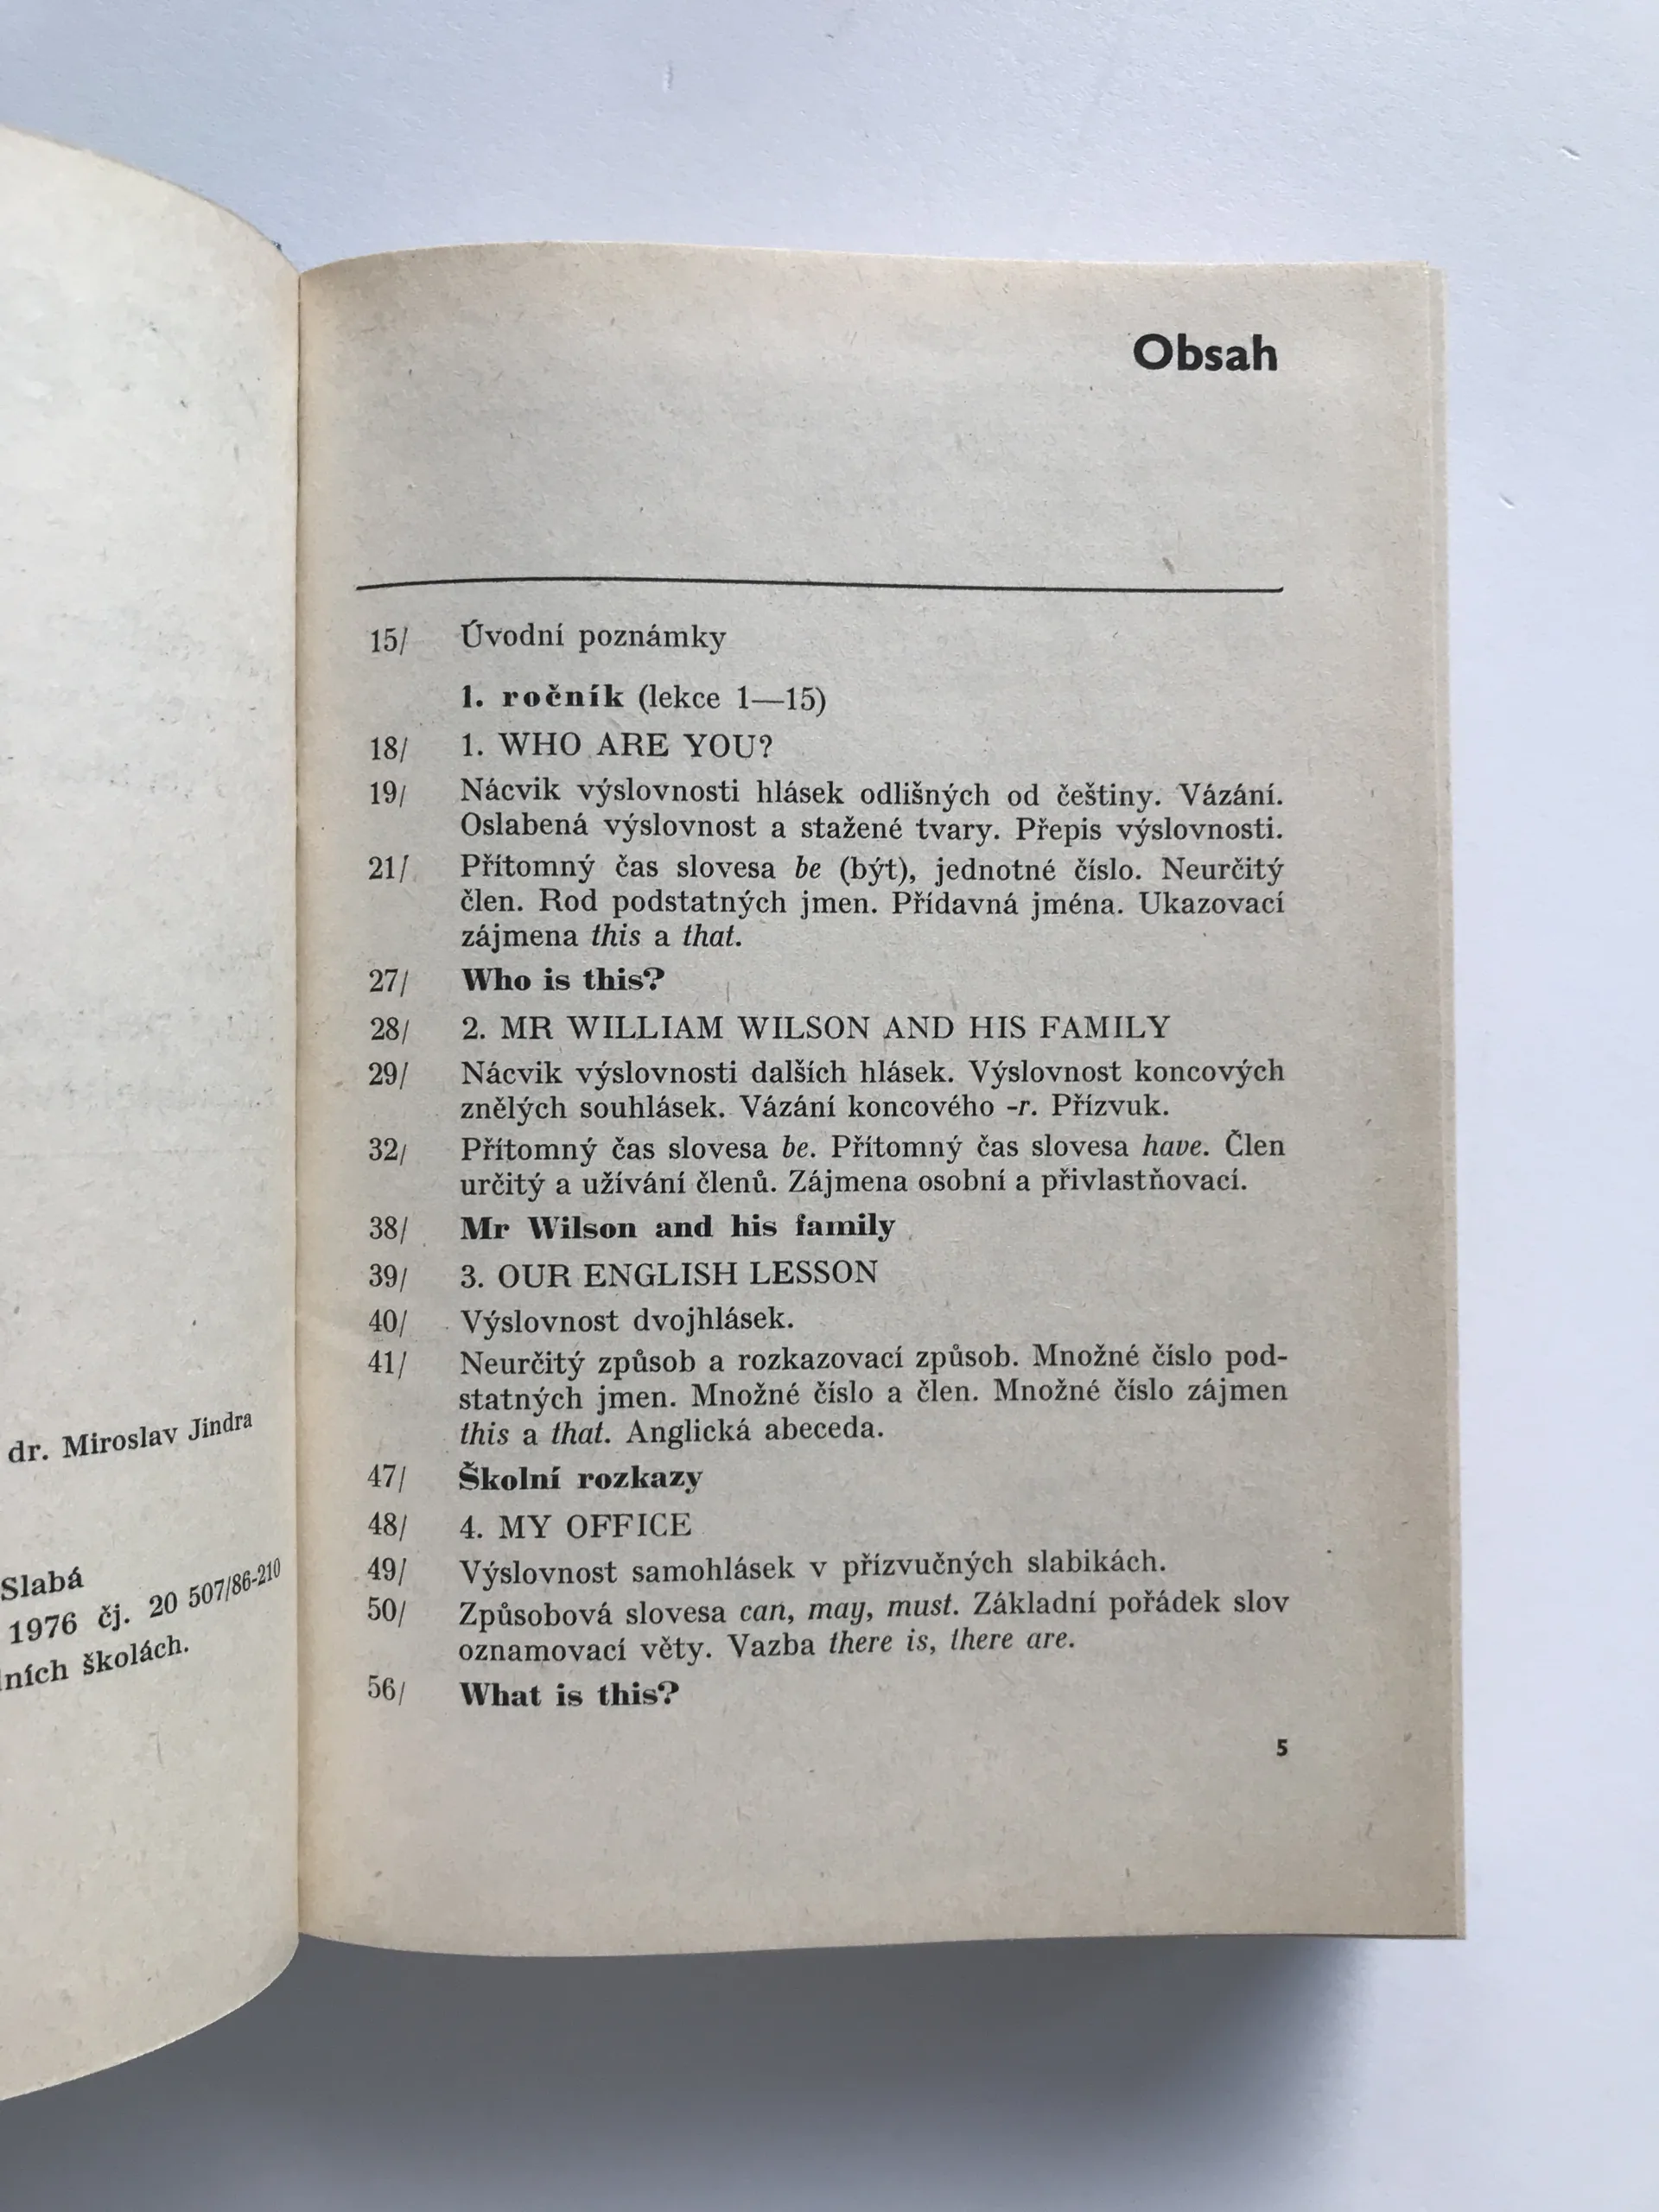 dr. Miroslav Jindra
Slabá
1976 čj. 20 507/86-210
školách.
Obsah
15/ Úvodní poznámky
1. ročník (lekce 1—15)
18/ 1. WHO ARE YOU?
19/ Nácvik výslovnosti hlásek odlišných od češtiny. Vázání.
Oslabená výslovnost a stažené tvary. Přepis výslovnosti.
21/ Přítomný čas slovesa be (být), jednotné číslo. Neurčitý
člen. Rod podstatných jmen. Přídavná jména. Ukazovací
zájmena this a that.
27/ Who is this?
28/ 2. MR WILLIAM WILSON AND HIS FAMILY
29/ Nácvik výslovnosti dalších hlásek. Výslovnost koncových
znělých souhlásek. Vázání koncového -r. Přízvuk.
32/ Přítomný čas slovesa be. Přítomný čas slovesa have. Člen
určitý a užívání členů. Zájmena osobní a přivlastňovací.
38/ Mr Wilson and his family
39/ 3. OUR ENGLISH LESSON
40/ Výslovnost dvojhlásek.
41/ Neurčitý způsob a rozkazovací způsob. Množné číslo pod-
statných jmen. Množné číslo a člen. Množné číslo zájmen
this a that. Anglická abeceda.
47/ Školní rozkazy
48/ 4. MY OFFICE
49/ Výslovnost samohlásek v přízvučných slabikách.
50/ Způsobová slovesa can, may, must. Základní pořádek slov
oznamovací věty. Vazba there is, there are.
56/ What is this?
5